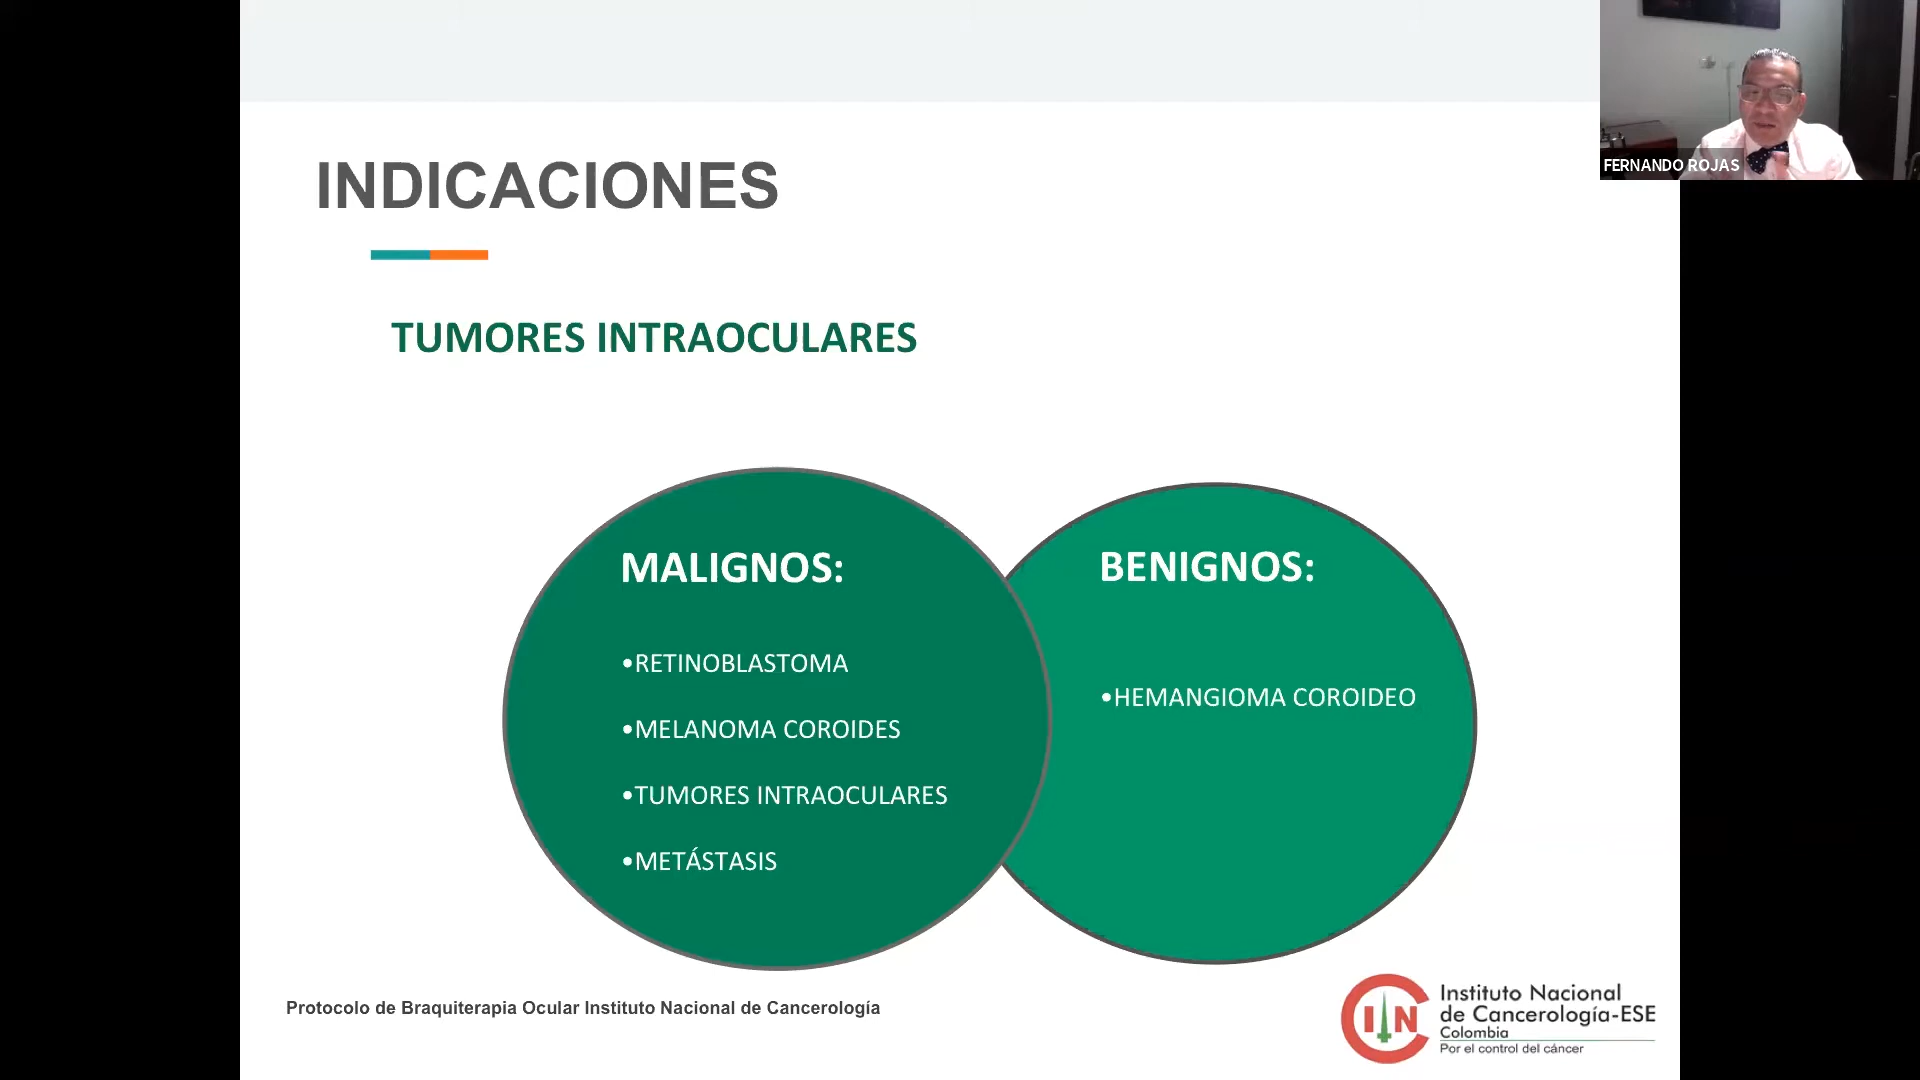 INDICACIONES
FERNANDO ROJAS
TUMORES INTRAOCULARES
MALIGNOS:
•RETINOBLASTOMA
•MELANOMA COROIDES
•TUMORES INTRAOCULARES
•METÁSTASIS
BENIGNOS:
•HEMANGIOMA COROIDEO
Protocolo de Braquiterapia Ocular Instituto Nacional de Cancerología
CIN
Instituto Nacional
de Cancerología-ESE
Colombia
Por el control del cáncer